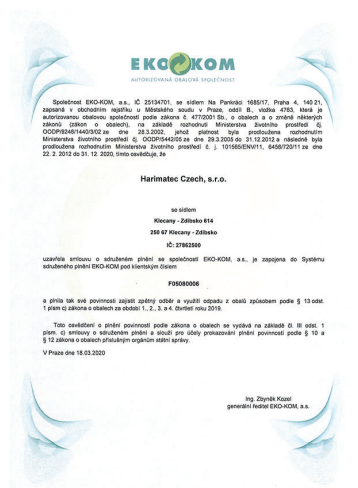 EKO KOM
AUTORIZOVANÁ OBALOVÁ SPOLEČNOST
Společnost EKO-KOM, a.s., IČ 25134701, se sídlem Na Pankráci 1685/17, Praha 4, 140 21,
zapsaná v obchodním rejstříku u Městského soudu v Praze, oddíl B., vložka 4763, která je
autorizovanou obalovou společností podle zákona č. 477/2001 Sb., o obalech a o změně některých
zákonů (zákon o obalech), na základě rozhodnutí Ministerstva životního prostředí čj.
OODP/9246/1440/3/02 ze dne 28.3.2002, jehož platnost byla prodloužena rozhodnutím
Ministerstva životního prostředí čj. OODP/5442/05 ze dne 29.3.2005 do 31.12.2012 a následně byla
prodloužena rozhodnutím Ministerstva životního prostředí č. j. 101565/ENV/11, 6456/720/11 ze dne
22. 2. 2012 do 31. 12. 2020, tímto osvědčuje, že
Harimatec Czech, s.r.o.
se sídlem
Klecany - Zdibsko 614
250 67 Klecany - Zdibsko
IČ: 27862500
uzavřela smlouvu o sdruženém plnění se společností EKO-KOM, a.s., je zapojena do Systému
sdruženého plnění EKO-KOM pod klientským číslem
F05080006
a plnila tak své povinnosti zajistit zpětný odběr a využití odpadu z obalů způsobem podle § 13 odst.
1 písm c) zákona o obalech za období 1., 2., 3. a 4. čtvrtletí roku 2019.
Toto osvědčení o plnění povinností podle zákona o obalech se vydává na základě čl. III odst. 1
písm. c) smlouvy o sdruženém plnění a slouží pro účely prokazování plnění povinností podle § 10 a
§ 12 zákona o obalech příslušným orgánům státní správy.
V Praze dne 18.03.2020
Ing. Zbyněk Kozel
generální ředitel EKO-KOM, a.s.